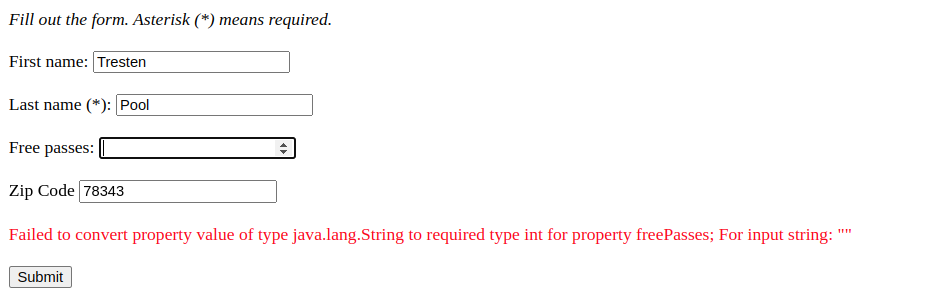 Fill out the form. Asterisk (*) means required.
First name: Tresten
Last name (*): Pool
Free passes:
Zip Code 78343
Failed to convert property value of type java.lang.String to required type int for property freePasses; For input string: ""
Submit